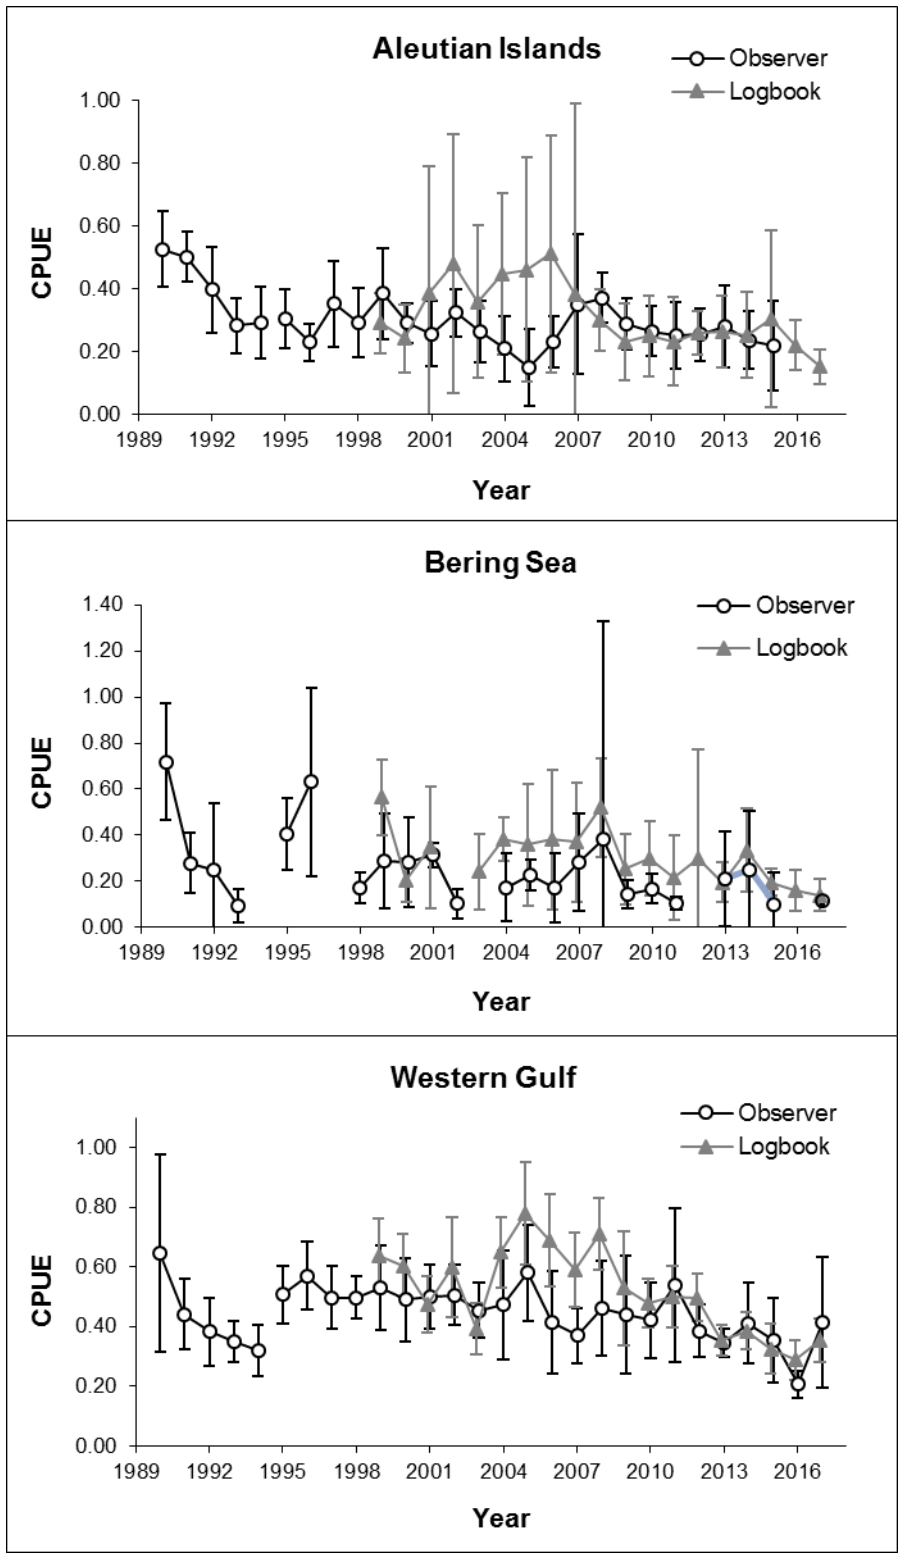 Aleutian Islands
Observer
Logbook
1.00
0.80
0.60
0.40
0.20
0.00
CPUE
1989 1992 1995 1998 2001 2004 2007 2010 2013 2016
Year
Bering Sea
Observer
Logbook
1.40
1.20
1.00
0.80
0.60
0.40
0.20
0.00
CPUE
1989 1992 1995 1998 2001 2004 2007 2010 2013 2016
Year
Western Gulf
Observer
Logbook
1.00
0.80
0.60
0.40
0.20
0.00
CPUE
1989 1992 1995 1998 2001 2004 2007 2010 2013 2016
Year